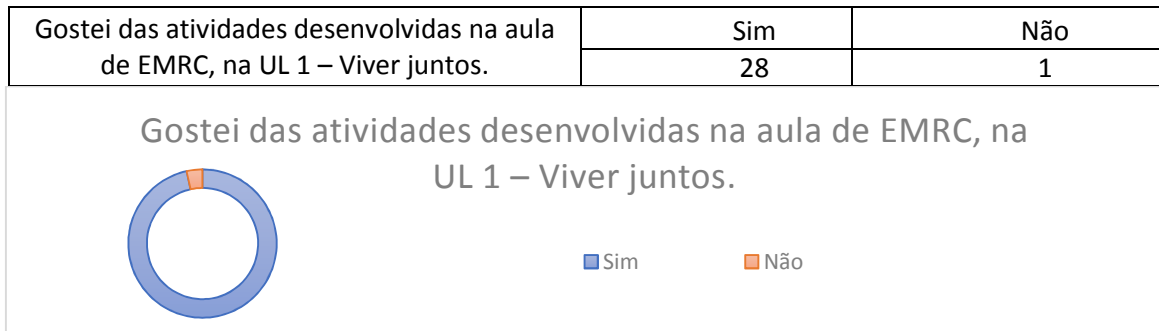 Gostei das atividades desenvolvidas na aula
de EMRC, na UL 1 – Viver juntos.
Sim
Não
28
1
Gostei das atividades desenvolvidas na aula de EMRC, na
UL 1 – Viver juntos.
Sim
Não